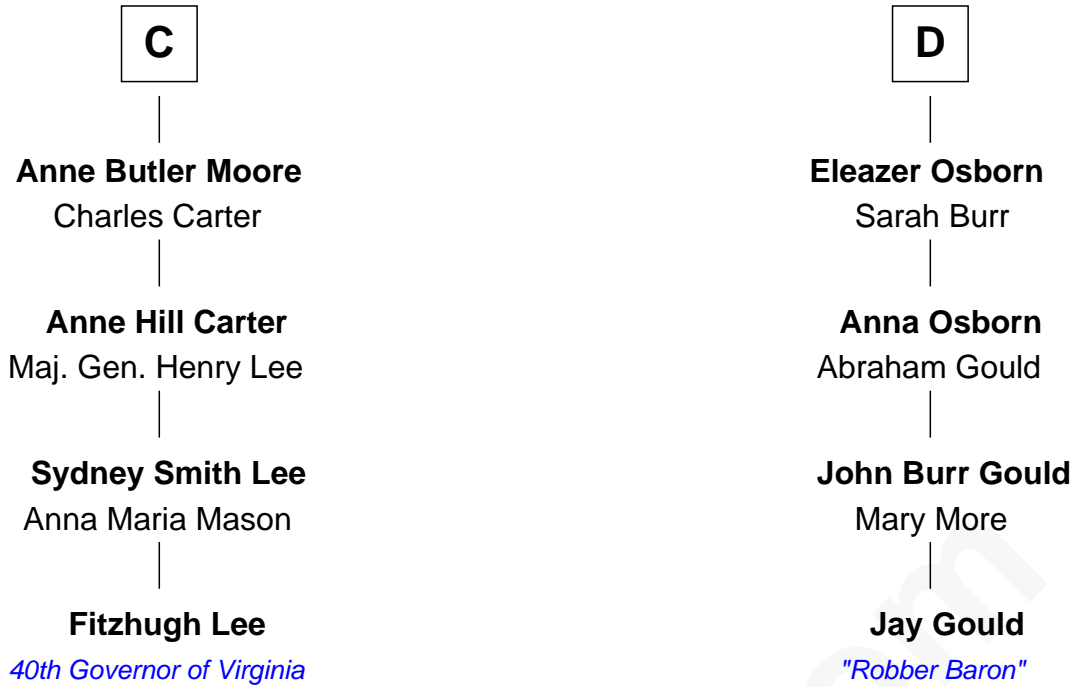 C
Anne Butler Moore
Charles Carter
Anne Hill Carter
Maj. Gen. Henry Lee
Sydney Smith Lee
Anna Maria Mason
Fitzhugh Lee
40th Governor of Virginia
D
Eleazer Osborn
Sarah Burr
Anna Osborn
Abraham Gould
John Burr Gould
Mary More
Jay Gould
"Robber Baron"